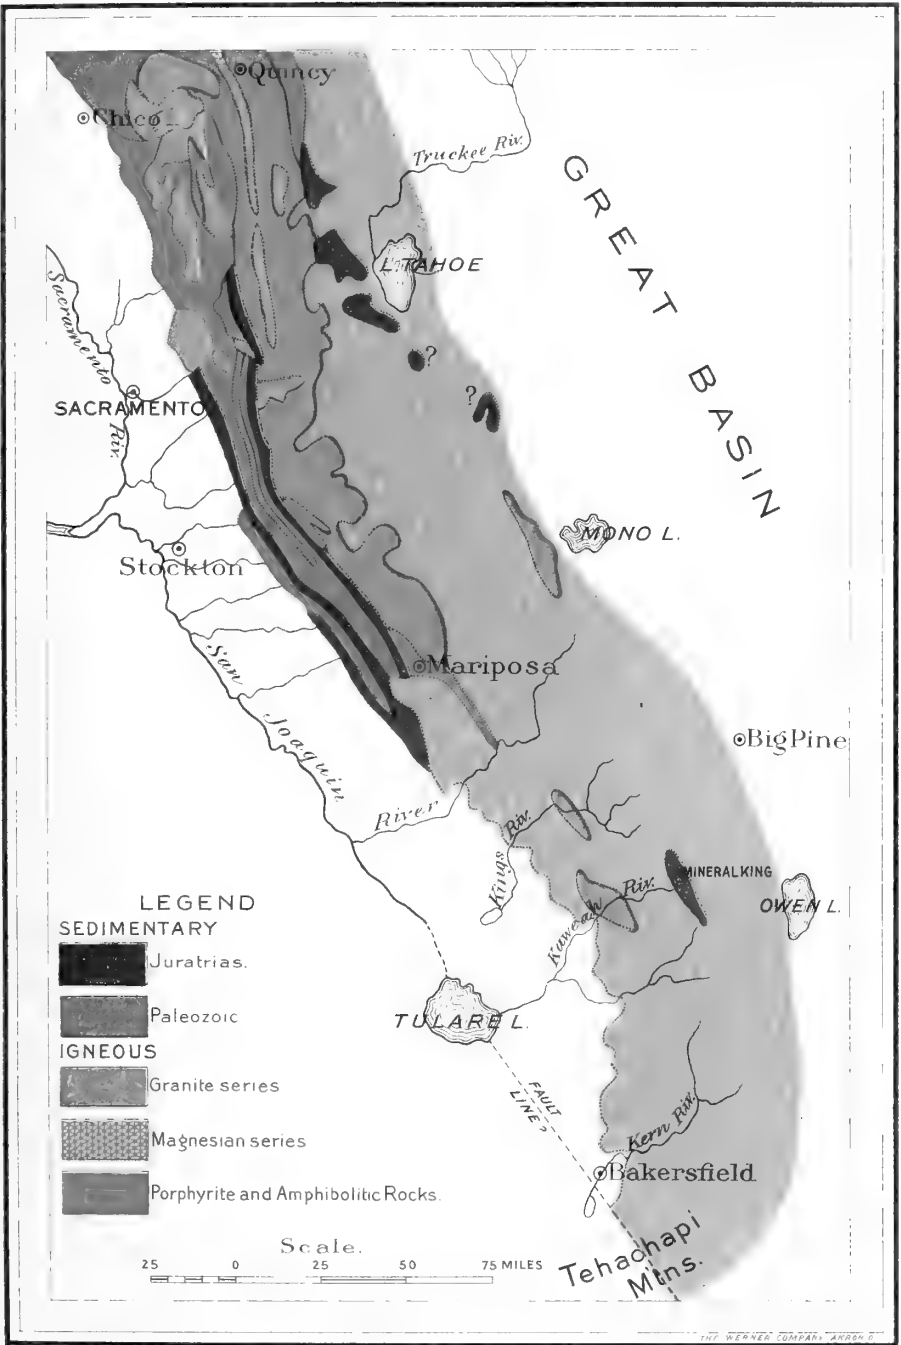 Quincy
Chico
Truckee Riv.
GREAT BASIN
L. TAHOE
Sacramento Riv.
?
?
SACRAMENTO
MONO L.
Stockton
San Joaquin River
Mariposa
Big Pine
Kings Riv.
MINERAL KING
Kaweah Riv.
OWEN L.
LEGEND
SEDIMENTARY
Juratrias.
Paleozoic
IGNEOUS
Granite series
Magnesian series
Porphyrite and Amphibolitic Rocks.
TULARE L.
FAULT
LINE?
Kern Riv.
Bakersfield
Tehachapi
Mtns.
Scale.
25 0 25 50 75 MILES
THE WERNER COMPANY AKRON O.